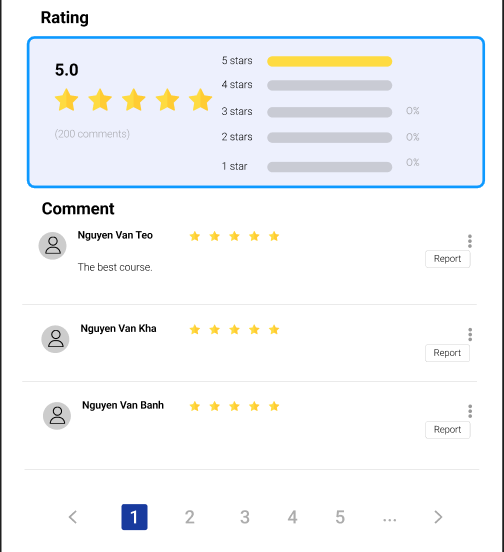 Rating
5.0
(200 comments)
5 stars
4 stars
3 stars 0%
2 stars 0%
1 star 0%
Comment
Nguyen Van Teo
The best course.
Report
Nguyen Van Kha
Report
Nguyen Van Banh
Report
< 1 2 3 4 5 ... >